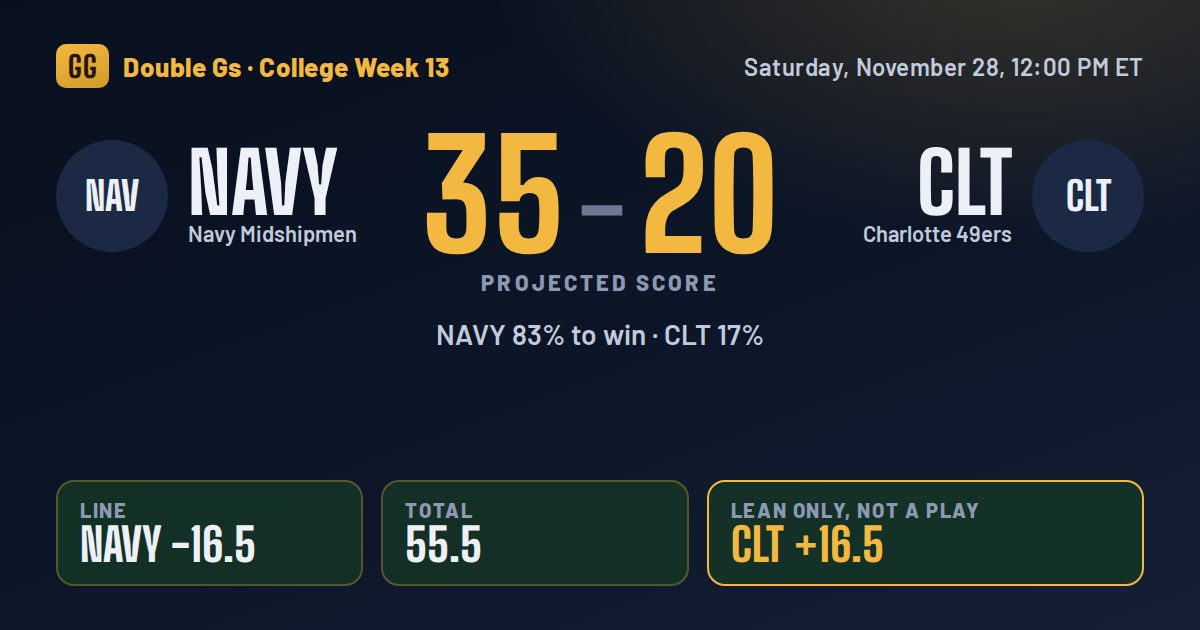 GG Double Gs · College Week 13
Saturday, November 28, 12:00 PM ET
NAV
NAVY
Navy Midshipmen
35 – 20
PROJECTED SCORE
NAVY 83% to win · CLT 17%
CLT
Charlotte 49ers
CLT
LINE
NAVY −16.5
TOTAL
55.5
LEAN ONLY, NOT A PLAY
CLT +16.5